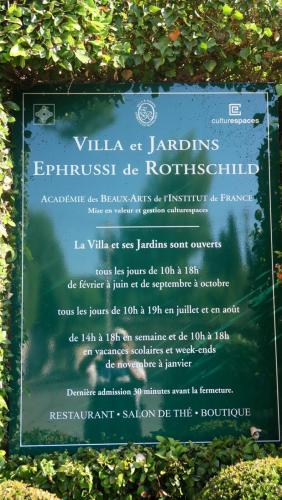 culturespaces
VILLA ET JARDINS
EPHRUSSI DE ROTHSCHILD
ACADÉMIE des BEAUX-ARTS de l'INSTITUT de FRANCE
Mise en valeur et gestion culturespaces
La Villa et ses Jardins sont ouverts
tous les jours de 10h à 18h
de février à juin et de septembre à octobre
tous les jours de 10h à 19h en juillet et en août
de 14h à 18h en semaine et de 10h à 18h
en vacances scolaires et week-ends
de novembre à janvier
Dernière admission 30 minutes avant la fermeture.
RESTAURANT • SALON DE THÉ • BOUTIQUE